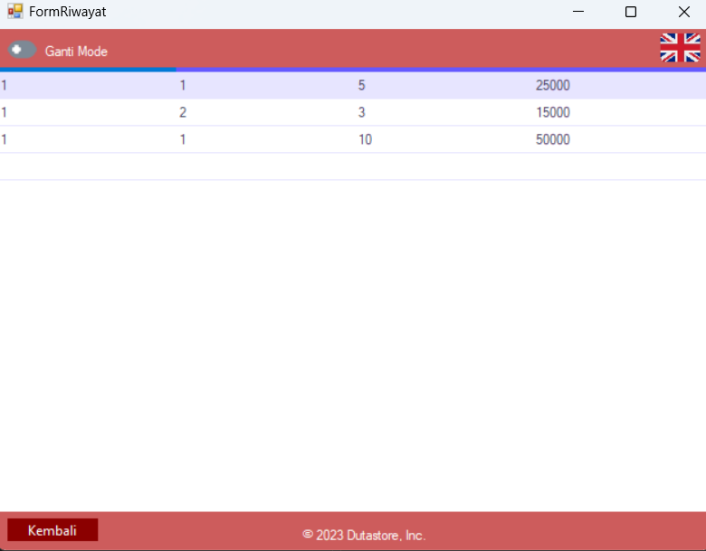 FormRiwayat
Ganti Mode
1 1 5 25000
1 2 3 15000
1 1 10 50000
Kembali
© 2023 Dutastore, Inc.